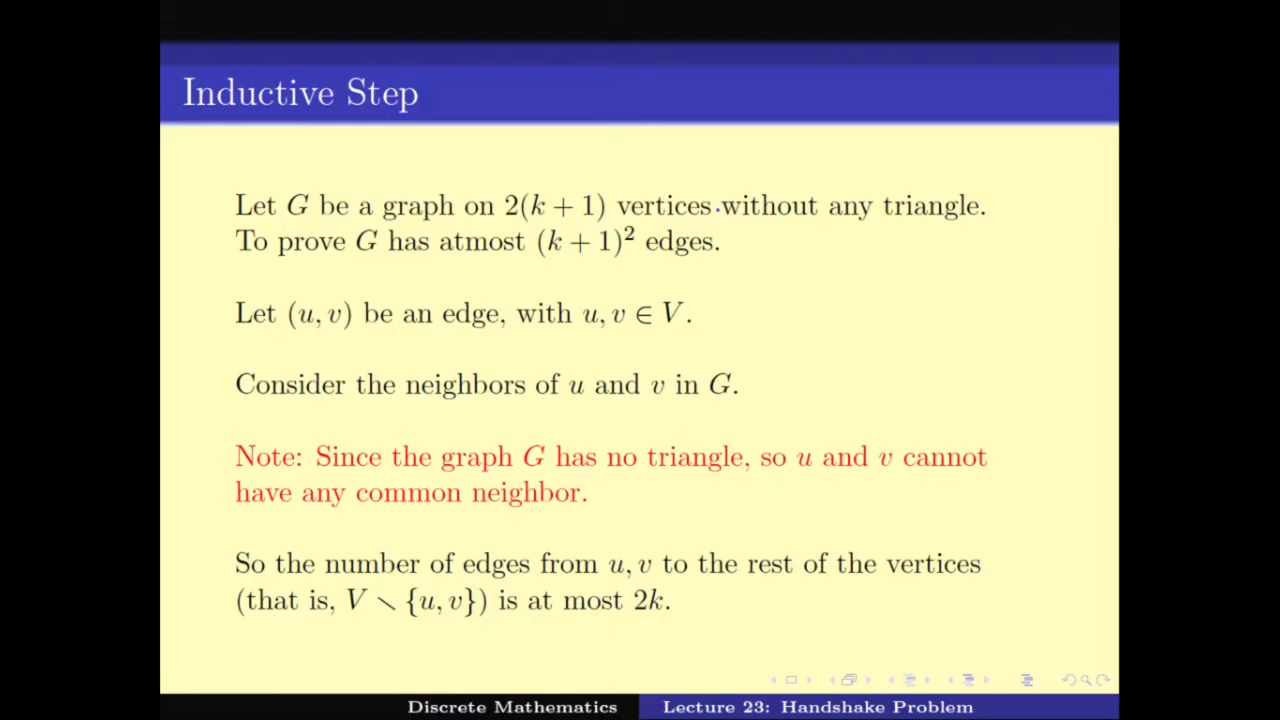 Inductive Step
Let G be a graph on 2(k + 1) vertices without any triangle.
To prove G has atmost (k + 1)² edges.
Let (u, v) be an edge, with u, v ∈ V.
Consider the neighbors of u and v in G.
Note: Since the graph G has no triangle, so u and v cannot
have any common neighbor.
So the number of edges from u, v to the rest of the vertices
(that is, V ∖ {u, v}) is at most 2k.
Discrete Mathematics
Lecture 23: Handshake Problem